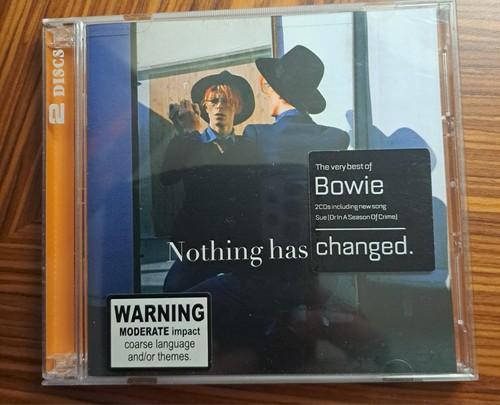 2 DISCS
The very best of
Bowie
2CDs including new song
Sue (Or In A Season Of Crime)
Nothing has changed.
WARNING
MODERATE impact
coarse language
and/or themes.